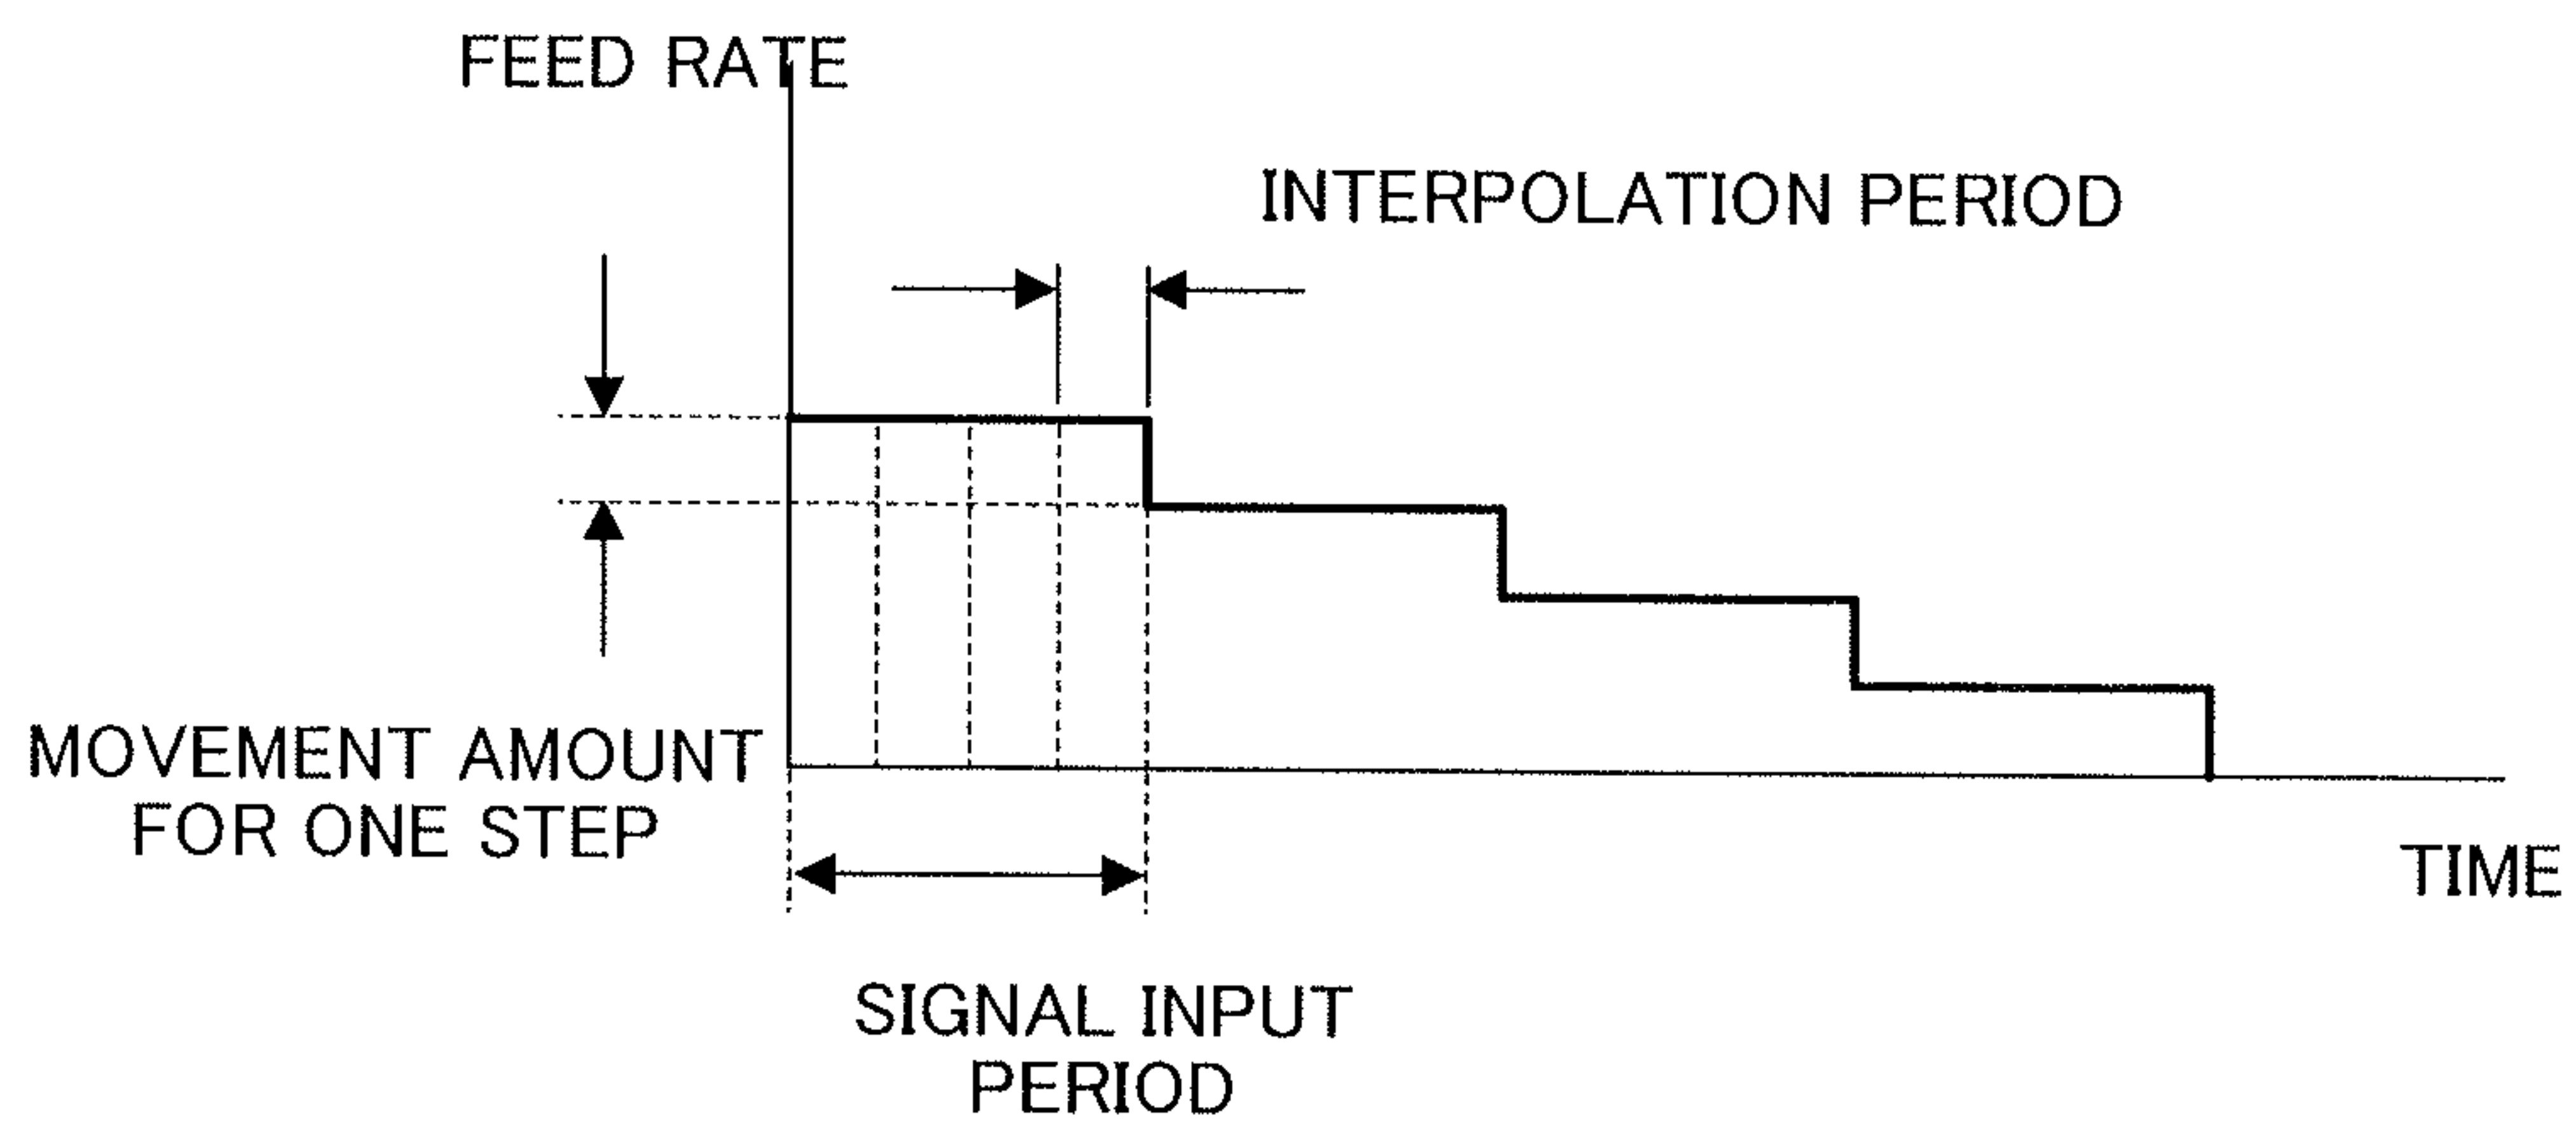 FEED RATE
INTERPOLATION PERIOD
MOVEMENT AMOUNT
FOR ONE STEP
TIME
SIGNAL INPUT
PERIOD